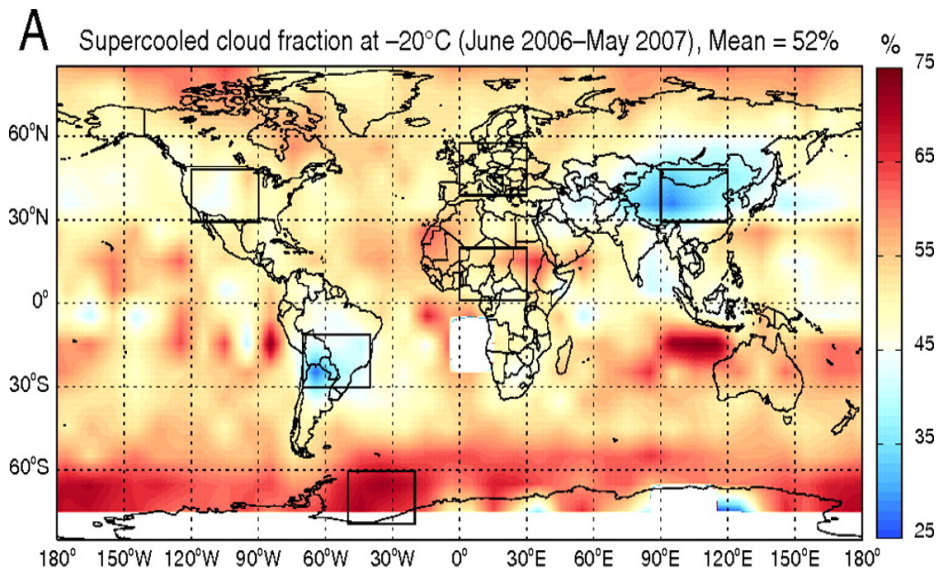 A
Supercooled cloud fraction at –20°C (June 2006–May 2007), Mean = 52%
%
75
65
55
45
35
25
60°N
30°N
0°
30°S
60°S
180° 150°W 120°W 90°W 60°W 30°W 0° 30°E 60°E 90°E 120°E 150°E 180°